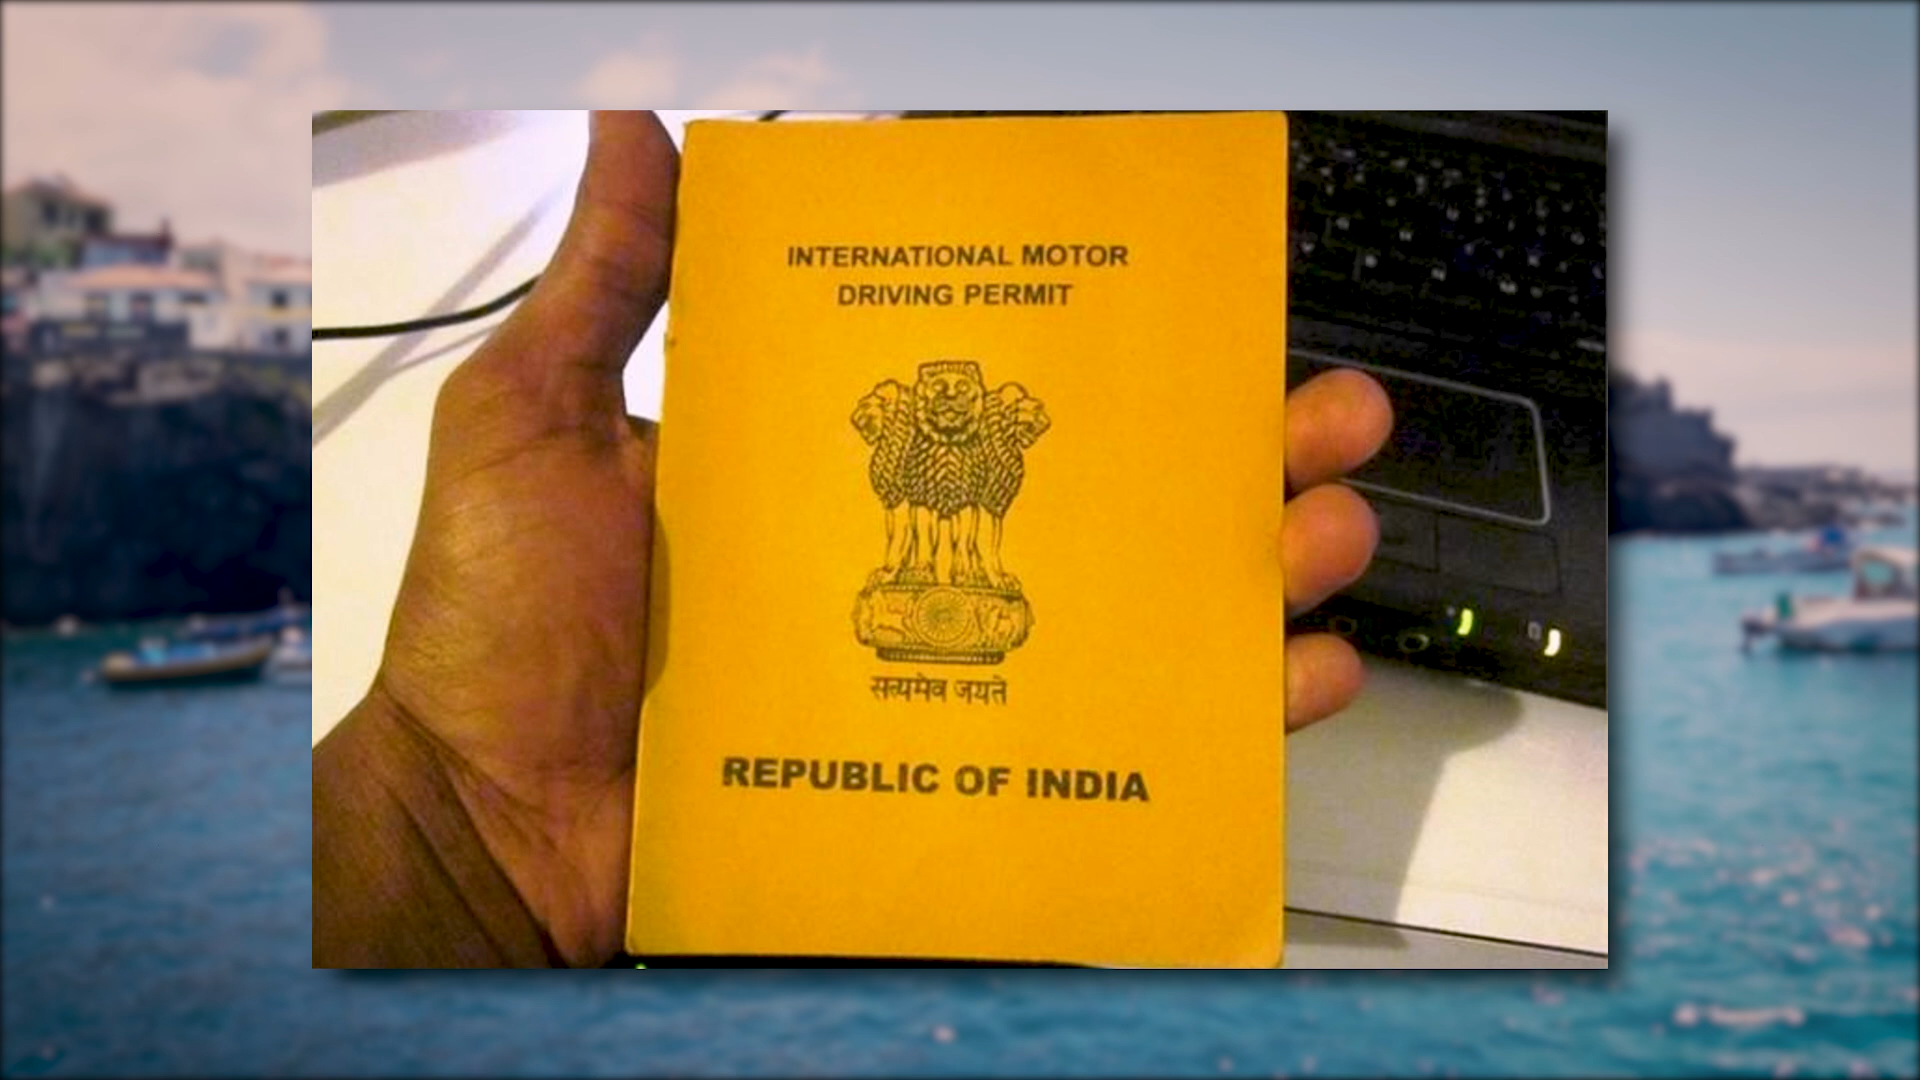 INTERNATIONAL MOTOR
DRIVING PERMIT
सत्यमेव जयते
REPUBLIC OF INDIA